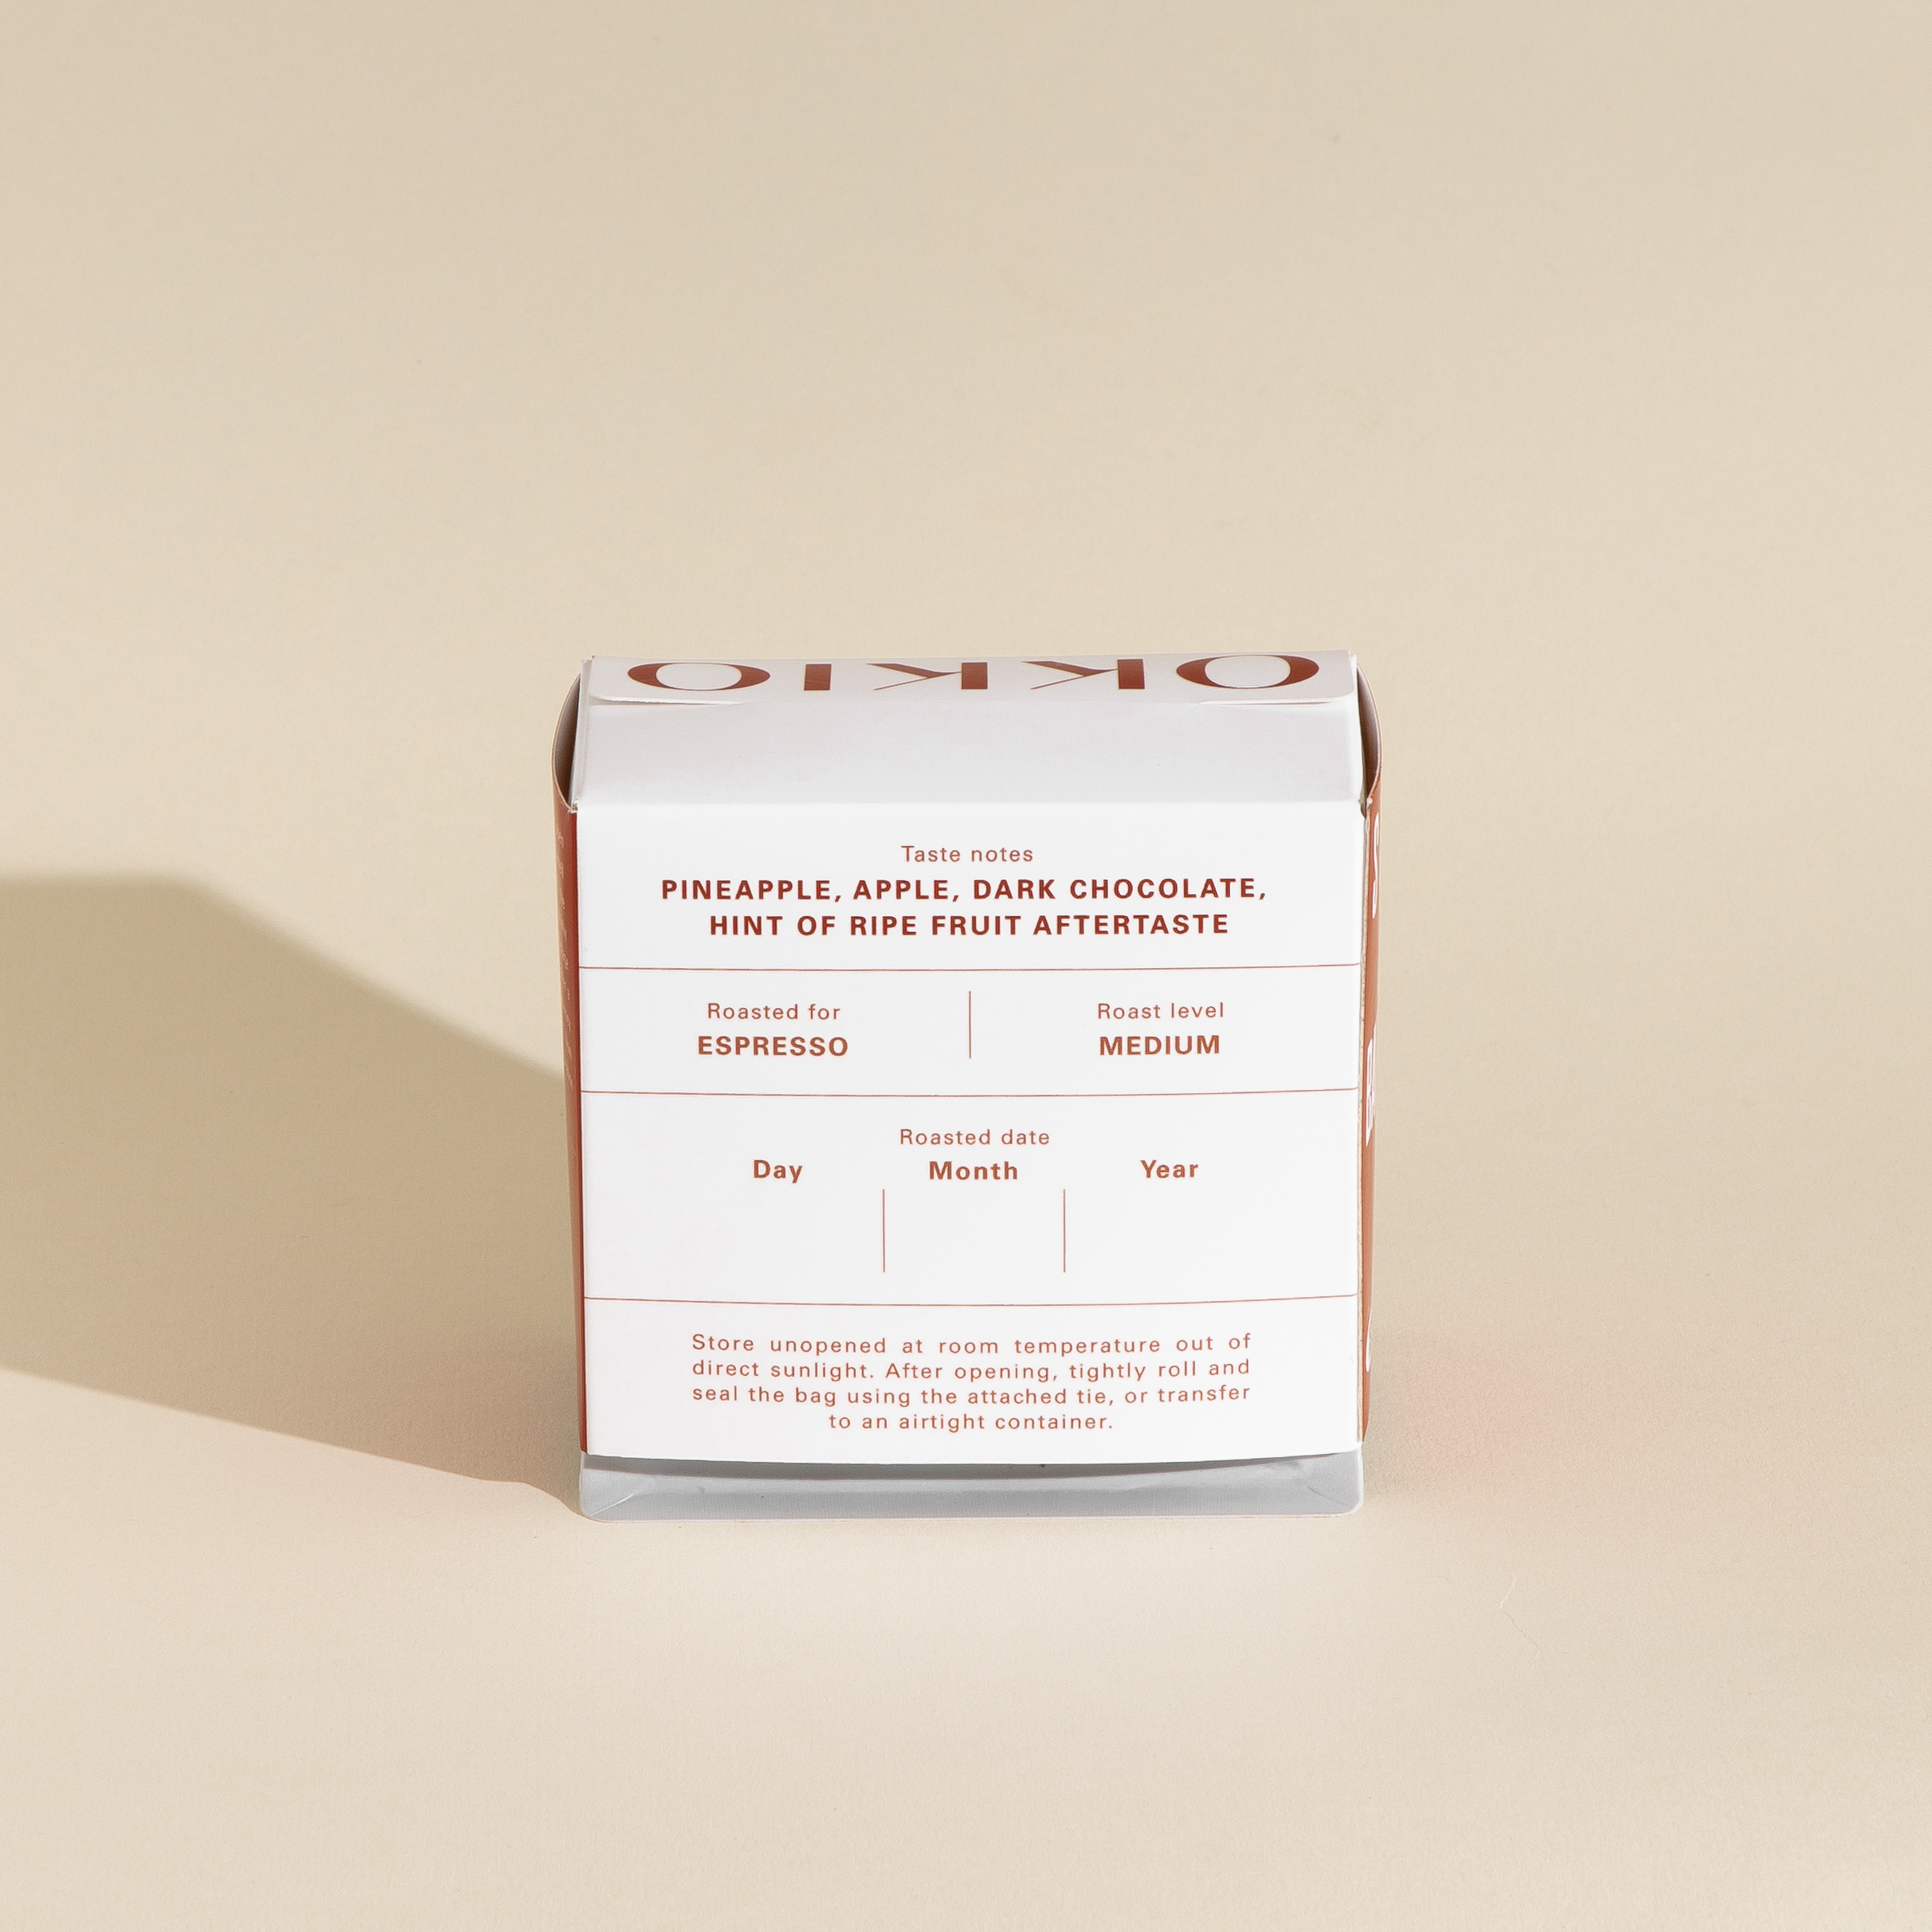 OKKIO
Taste notes
PINEAPPLE, APPLE, DARK CHOCOLATE,
HINT OF RIPE FRUIT AFTERTASTE
Roasted for
ESPRESSO
Roast level
MEDIUM
Roasted date
Day Month Year
Store unopened at room temperature out of
direct sunlight. After opening, tightly roll and
seal the bag using the attached tie, or transfer
to an airtight container.